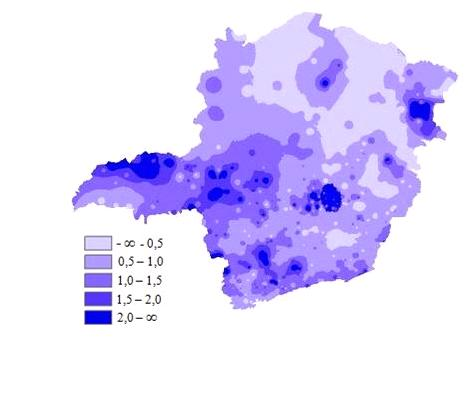 - ∞ - 0,5
0,5 – 1,0
1,0 – 1,5
1,5 – 2,0
2,0 – ∞